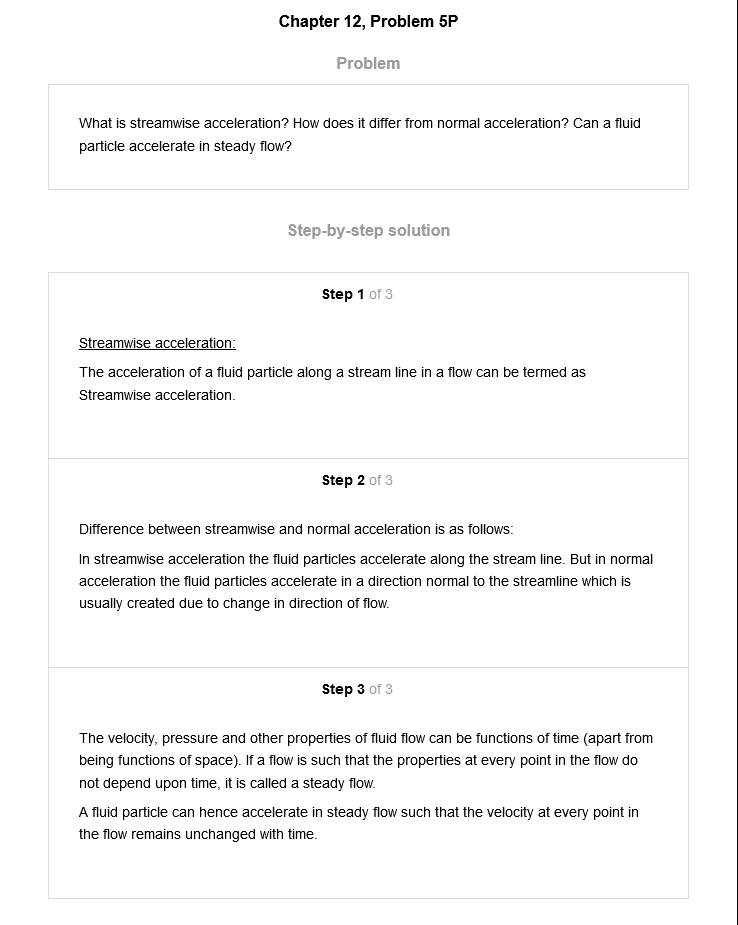 Chapter 12, Problem 5P
Problem
What is streamwise acceleration? How does it differ from normal acceleration? Can a fluid
particle accelerate in steady flow?
Step-by-step solution
Step 1 of 3
Streamwise acceleration:
The acceleration of a fluid particle along a stream line in a flow can be termed as
Streamwise acceleration.
Step 2 of 3
Difference between streamwise and normal acceleration is as follows:
In streamwise acceleration the fluid particles accelerate along the stream line. But in normal
acceleration the fluid particles accelerate in a direction normal to the streamline which is
usually created due to change in direction of flow.
Step 3 of 3
The velocity, pressure and other properties of fluid flow can be functions of time (apart from
being functions of space). If a flow is such that the properties at every point in the flow do
not depend upon time, it is called a steady flow.
A fluid particle can hence accelerate in steady flow such that the velocity at every point in
the flow remains unchanged with time.